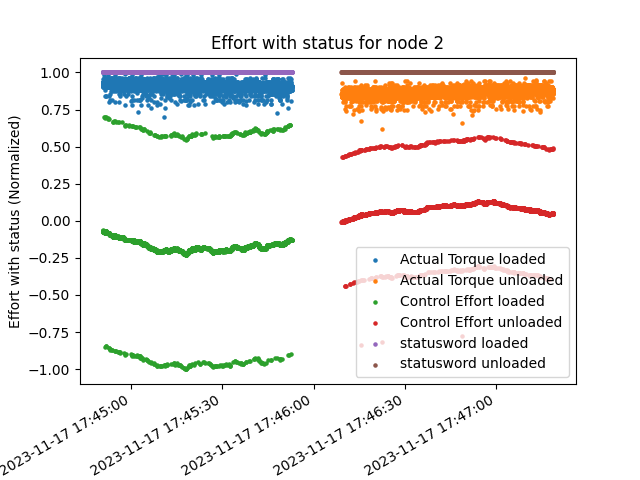 Effort with status for node 2
Effort with status (Normalized)
1.00
0.75
0.50
0.25
0.00
−0.25
−0.50
−0.75
−1.00
Actual Torque loaded
Actual Torque unloaded
Control Effort loaded
Control Effort unloaded
statusword loaded
statusword unloaded
2023-11-17 17:45:00
2023-11-17 17:45:30
2023-11-17 17:46:00
2023-11-17 17:46:30
2023-11-17 17:47:00